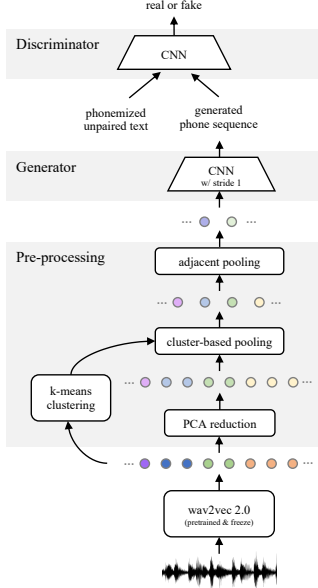 real or fake
Discriminator
CNN
phonemized
unpaired text
generated
phone sequence
Generator
CNN
w/ stride 1
... ...
Pre-processing
adjacent pooling
... ...
cluster-based pooling
... ...
k-means
clustering
PCA reduction
... ...
wav2vec 2.0
(pretrained & freeze)